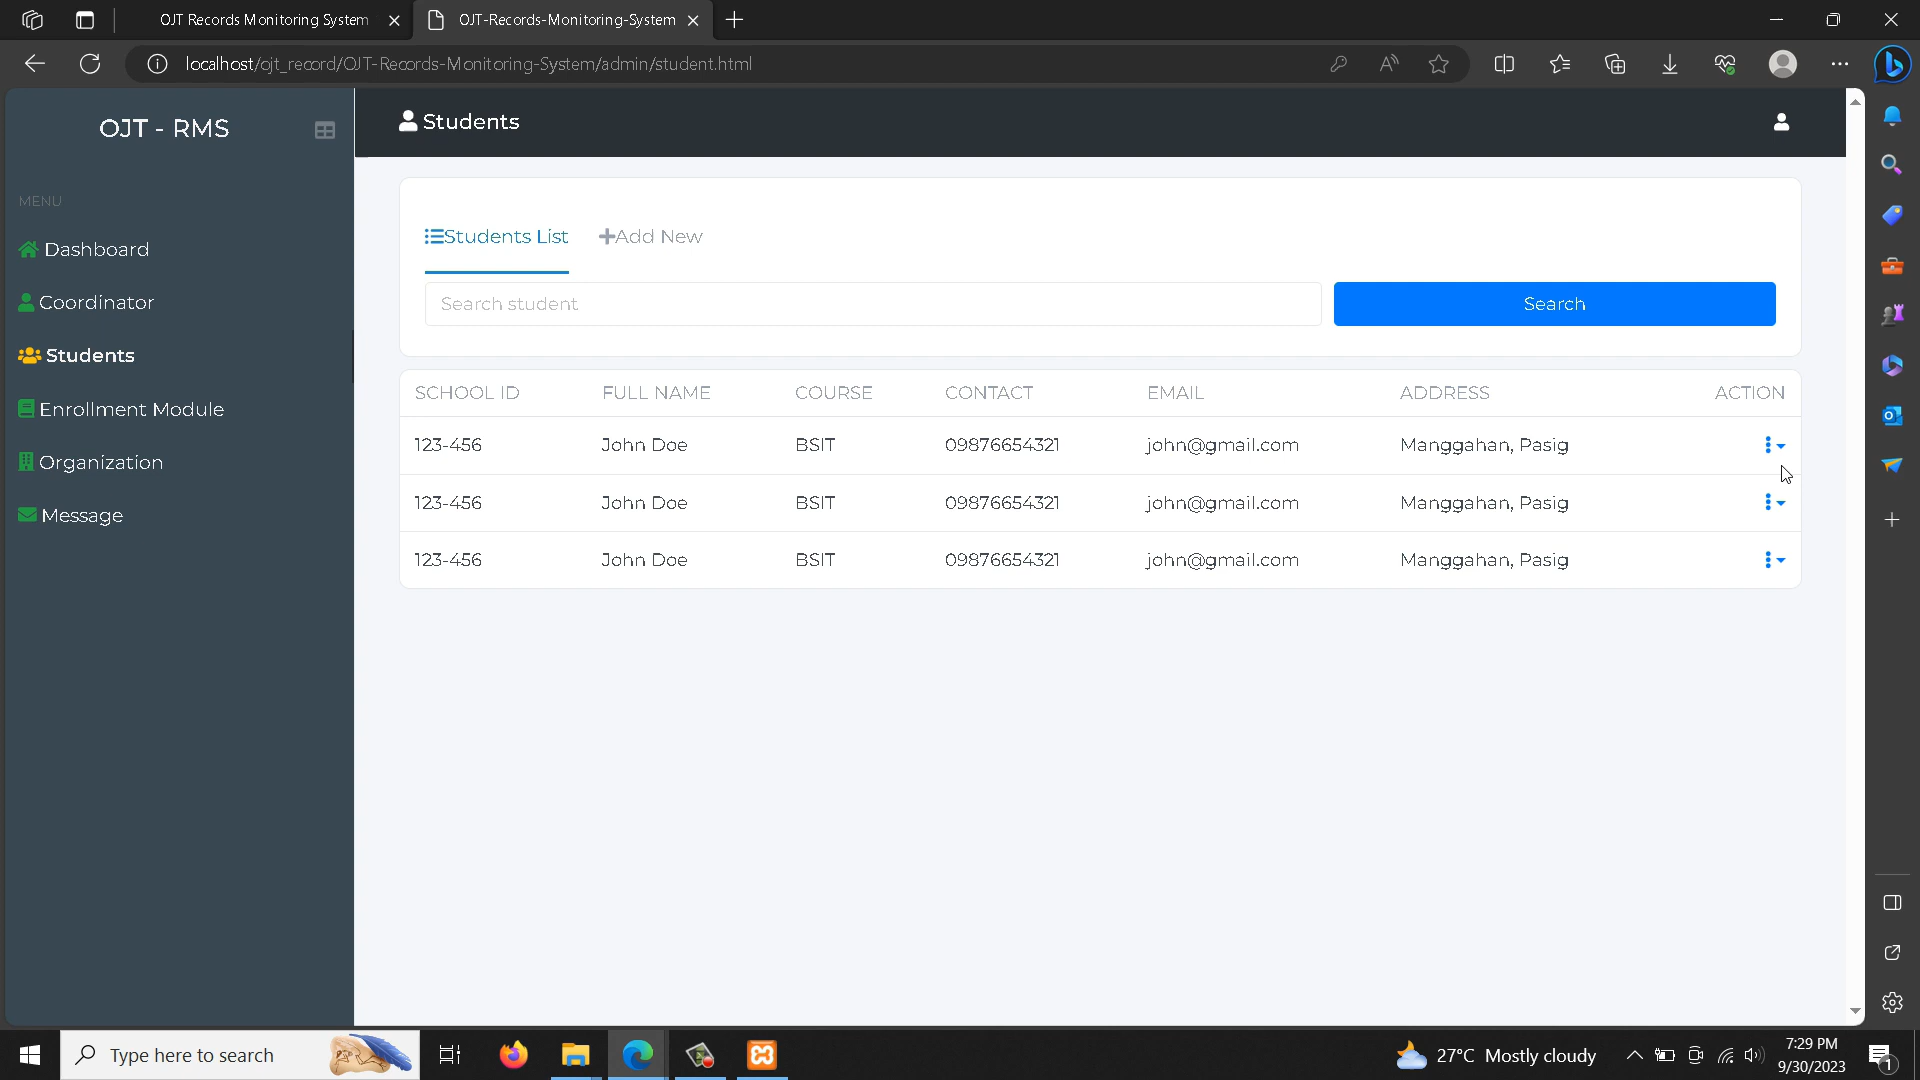 OJT Records Monitoring System
OJT-Records-Monitoring-System
localhost/ojt_record/OJT-Records-Monitoring-System/admin/student.html
OJT - RMS
Students
MENU
Dashboard
Coordinator
Students
Enrollment Module
Organization
Message
Students List
Add New
Search student
Search
SCHOOL ID FULL NAME COURSE CONTACT EMAIL ADDRESS ACTION
123-456 John Doe BSIT 09876654321 john@gmail.com Manggahan, Pasig
123-456 John Doe BSIT 09876654321 john@gmail.com Manggahan, Pasig
123-456 John Doe BSIT 09876654321 john@gmail.com Manggahan, Pasig
Type here to search
27°C Mostly cloudy
7:29 PM
9/30/2023
1